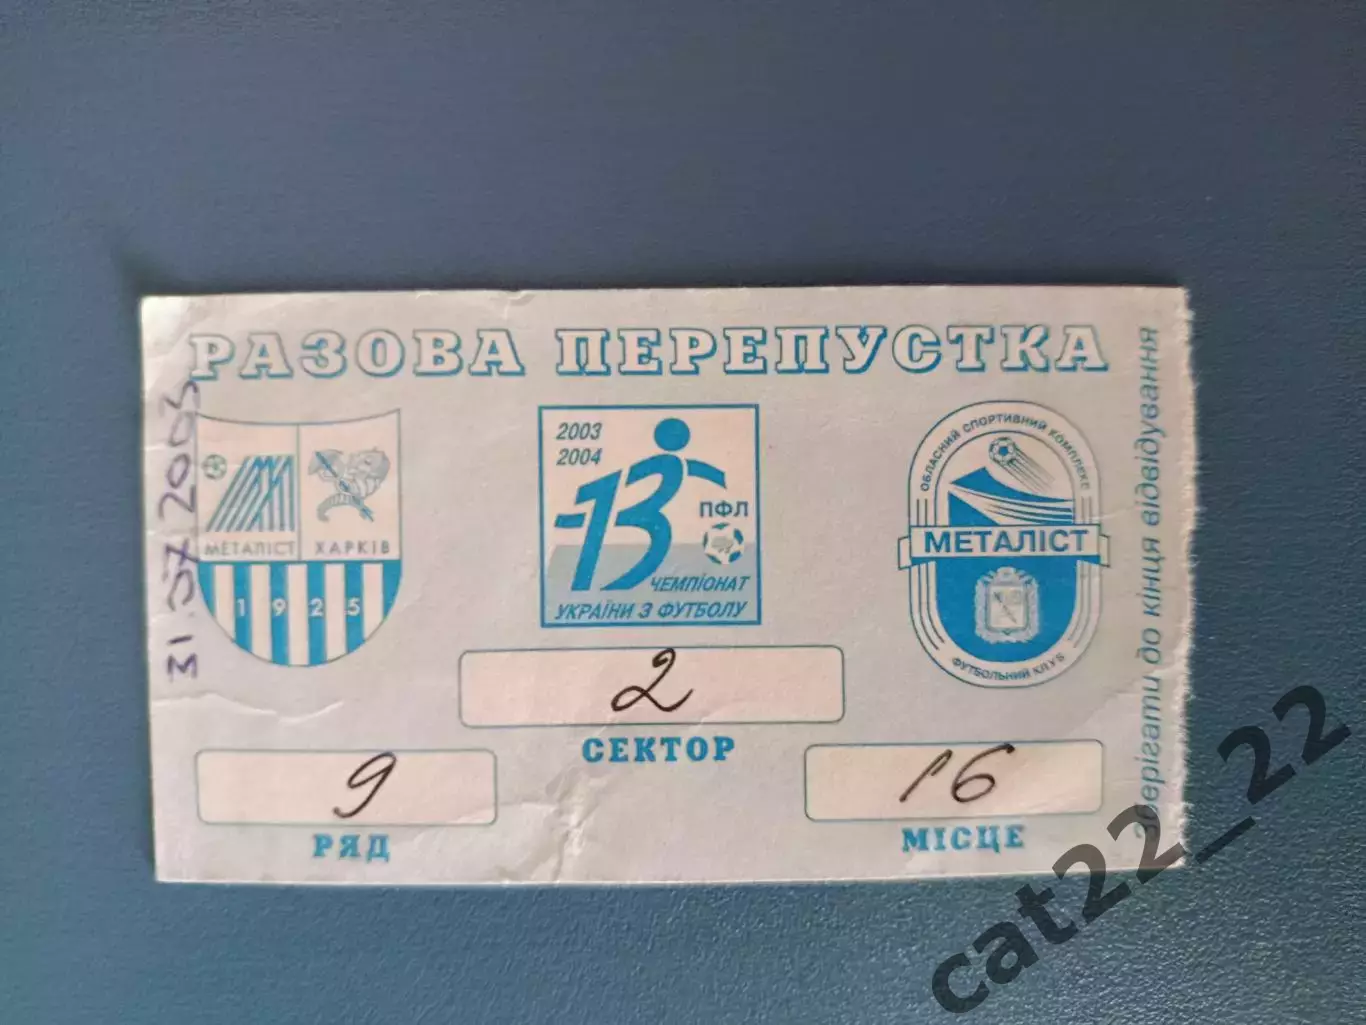 РАЗОВА ПЕРЕПУСТКА
31.07.2003
МЕТАЛІСТ ХАРКІВ
1925
2003
2004
13
ПФЛ
ЧЕМПІОНАТ
УКРАЇНИ З ФУТБОЛУ
ОБЛАСНИЙ СПОРТИВНИЙ КОМПЛЕКС
МЕТАЛІСТ
ФУТБОЛЬНИЙ КЛУБ
2
СЕКТОР
9
РЯД
16
МІСЦЕ
Зберігати до кінця відвідування
cat22_22